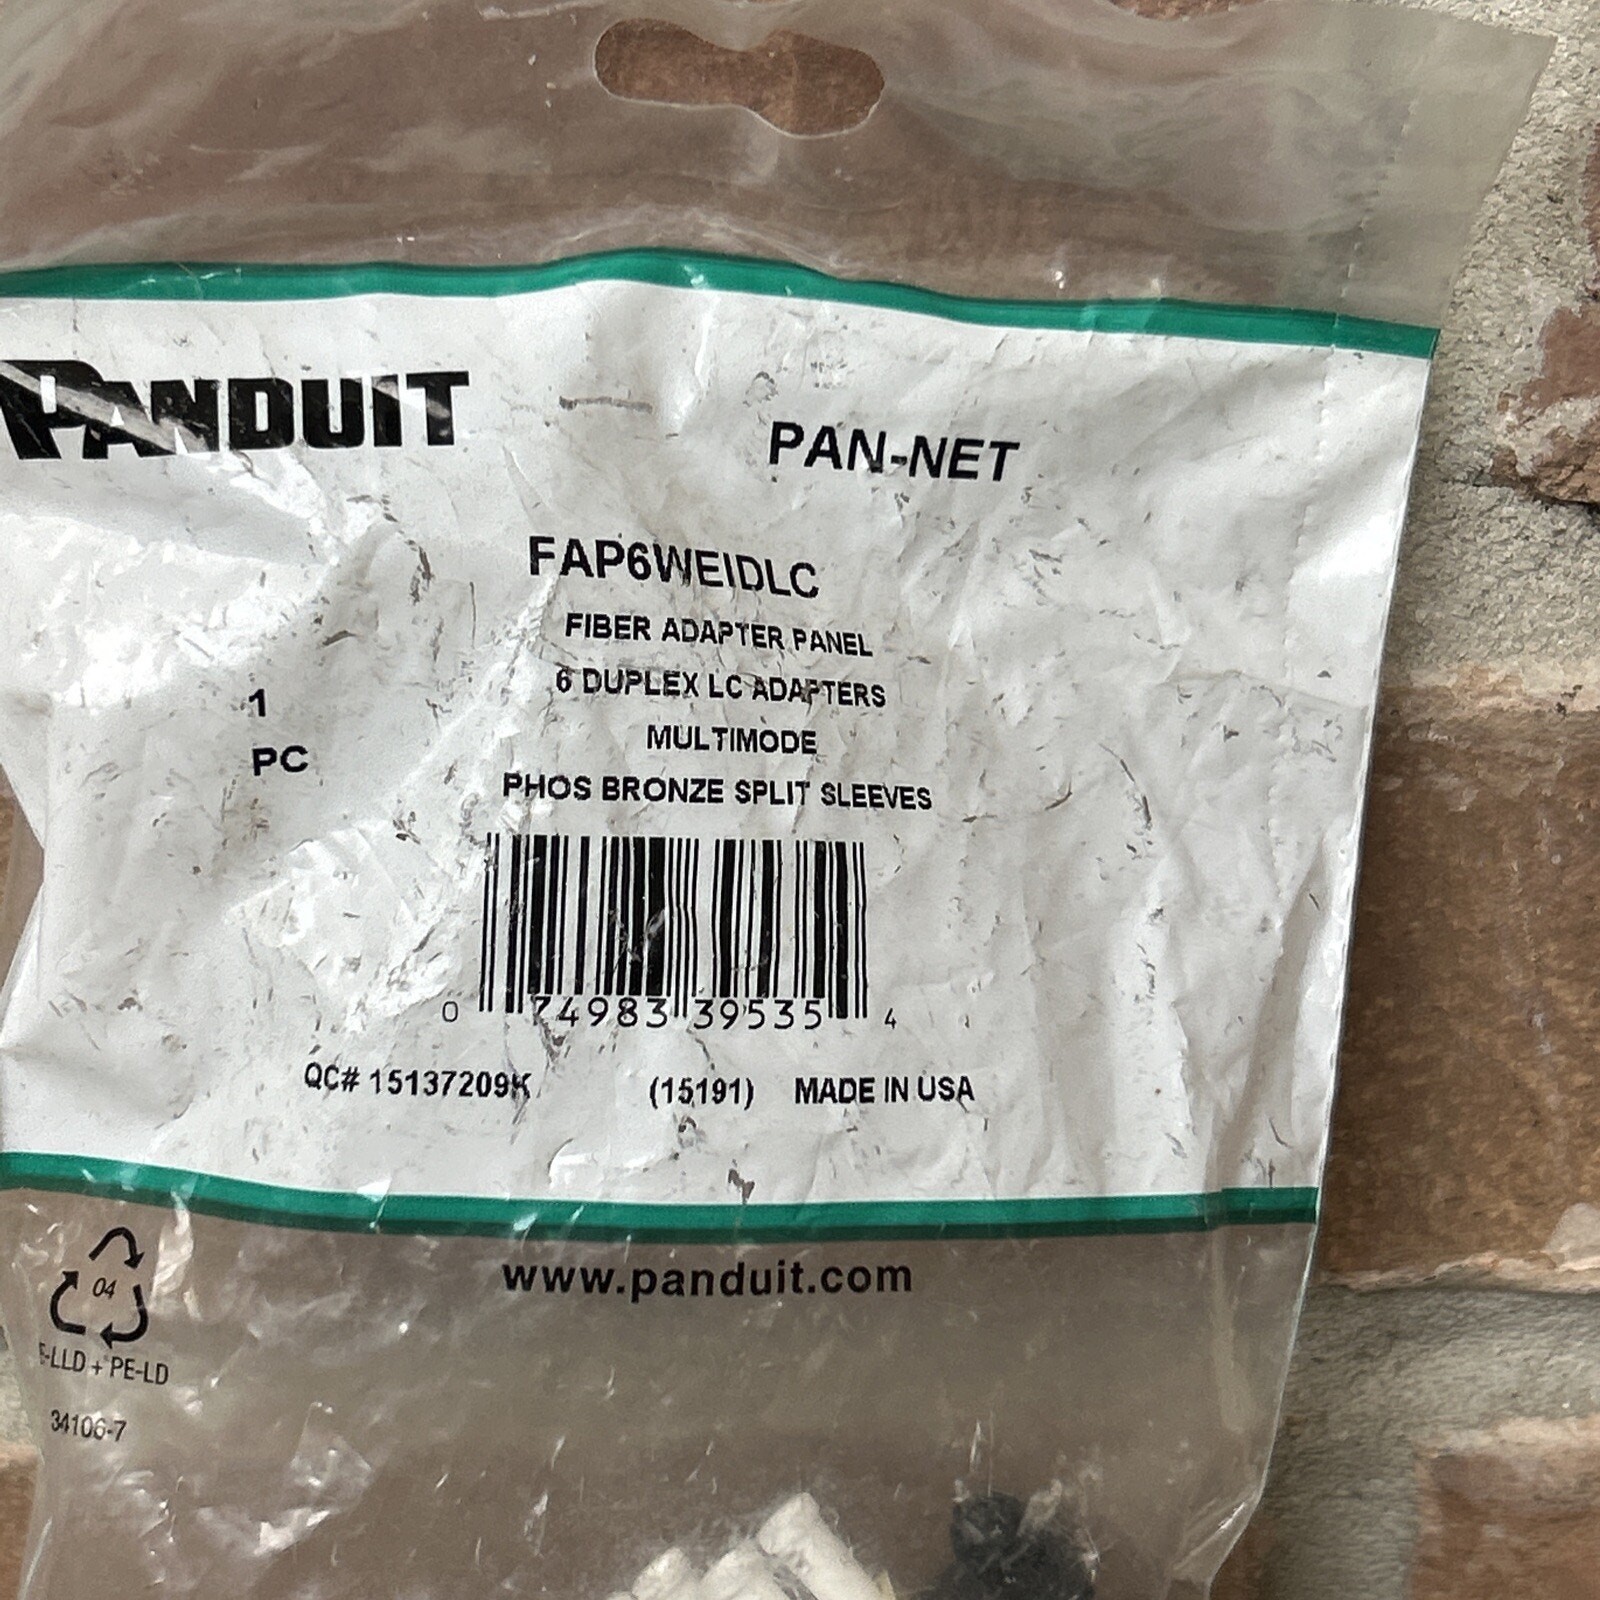 PANDUIT
PAN-NET
FAP6WEIDLC
FIBER ADAPTER PANEL
6 DUPLEX LC ADAPTERS
1
MULTIMODE
PC
PHOS BRONZE SPLIT SLEEVES
0 74983 39535 4
QC# 15137209K (15191) MADE IN USA
www.panduit.com
04
E-LLD + PE-LD
34106-7